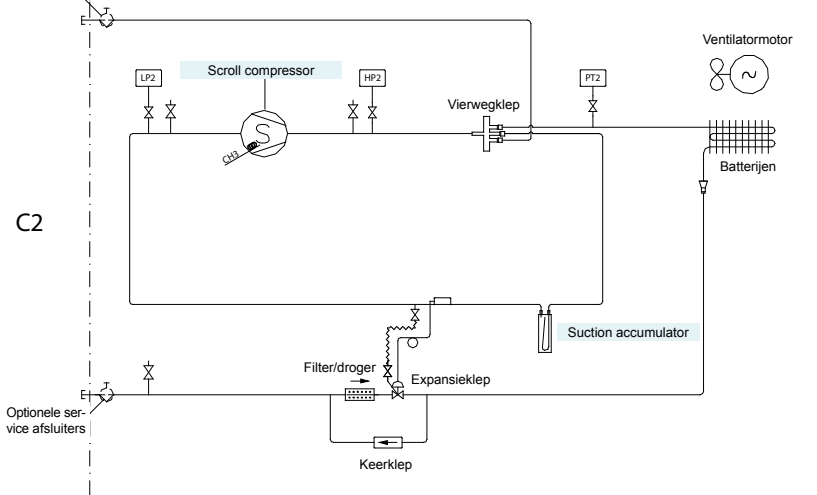 Ventilatormotor
LP2
Scroll compressor
HP2
PT2
Vierwegklep
S
CH3
Batterijen
C2
Suction accumulator
Filter/droger
Expansieklep
Optionele ser-
vice afsluiters
Keerklep